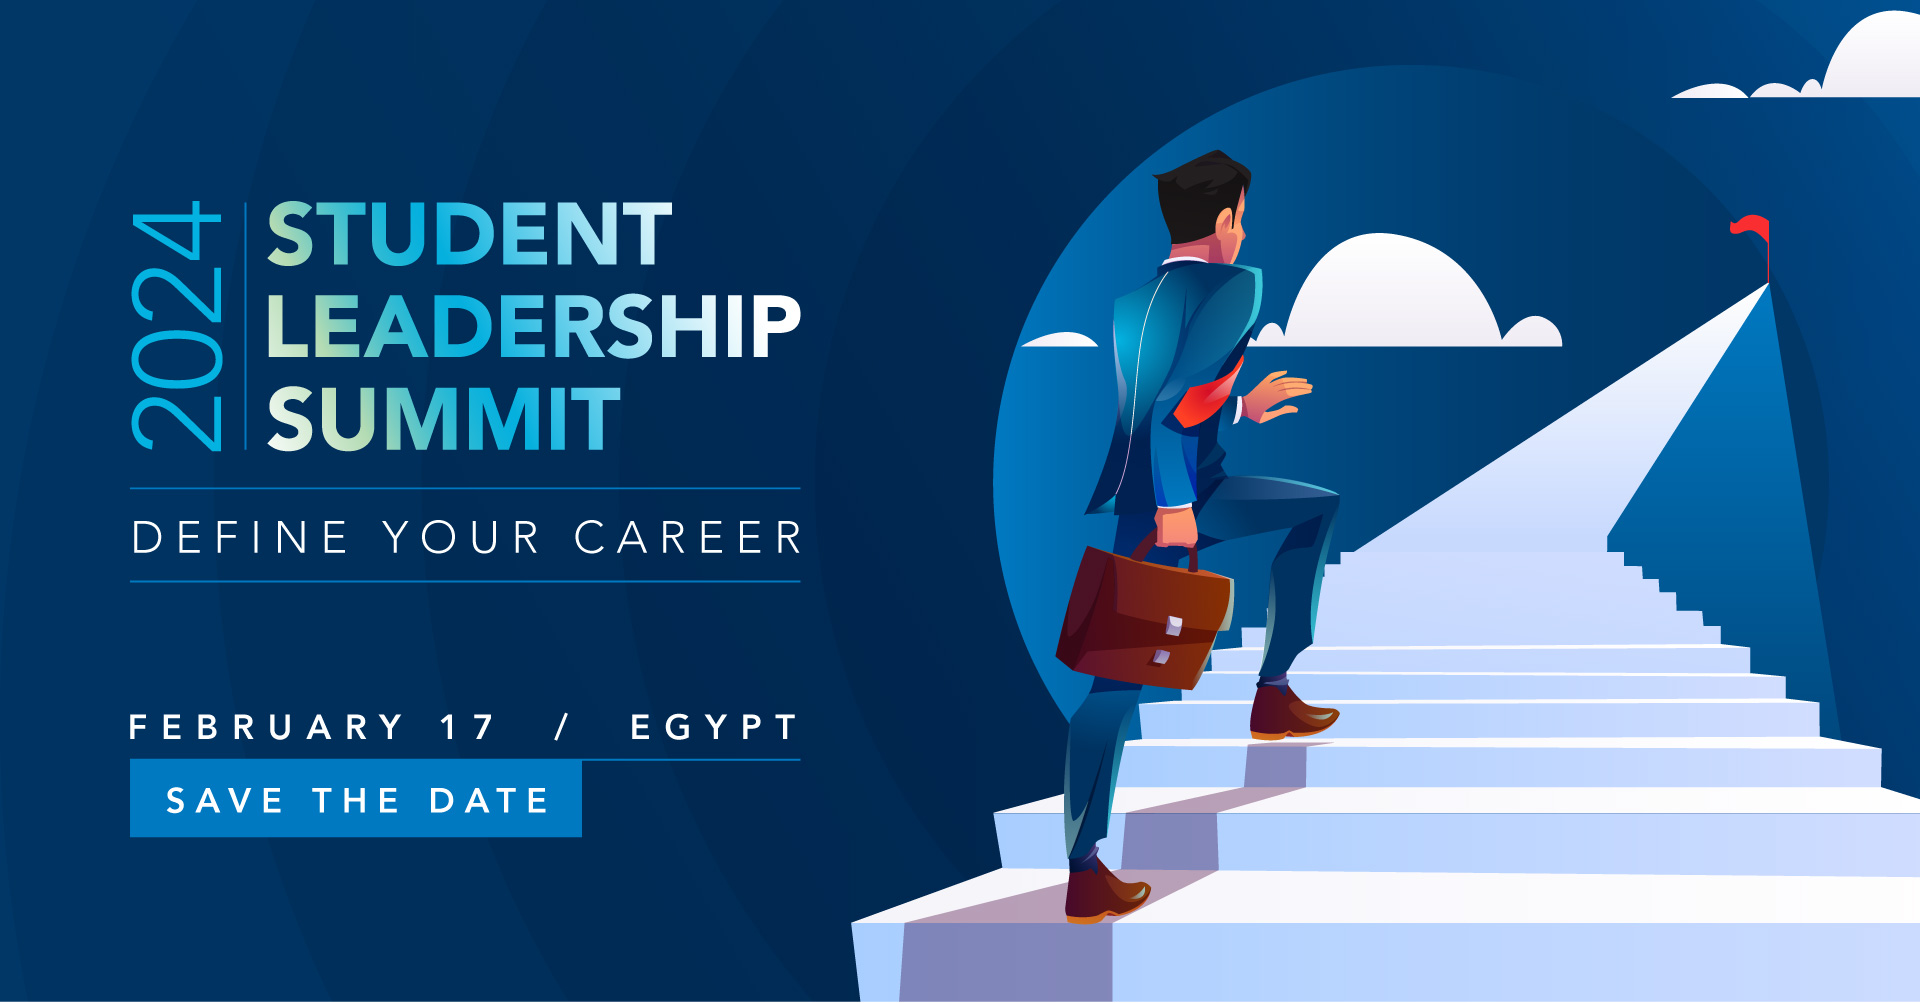 2024
STUDENT
LEADERSHIP
SUMMIT
DEFINE YOUR CAREER
FEBRUARY 17 / EGYPT
SAVE THE DATE